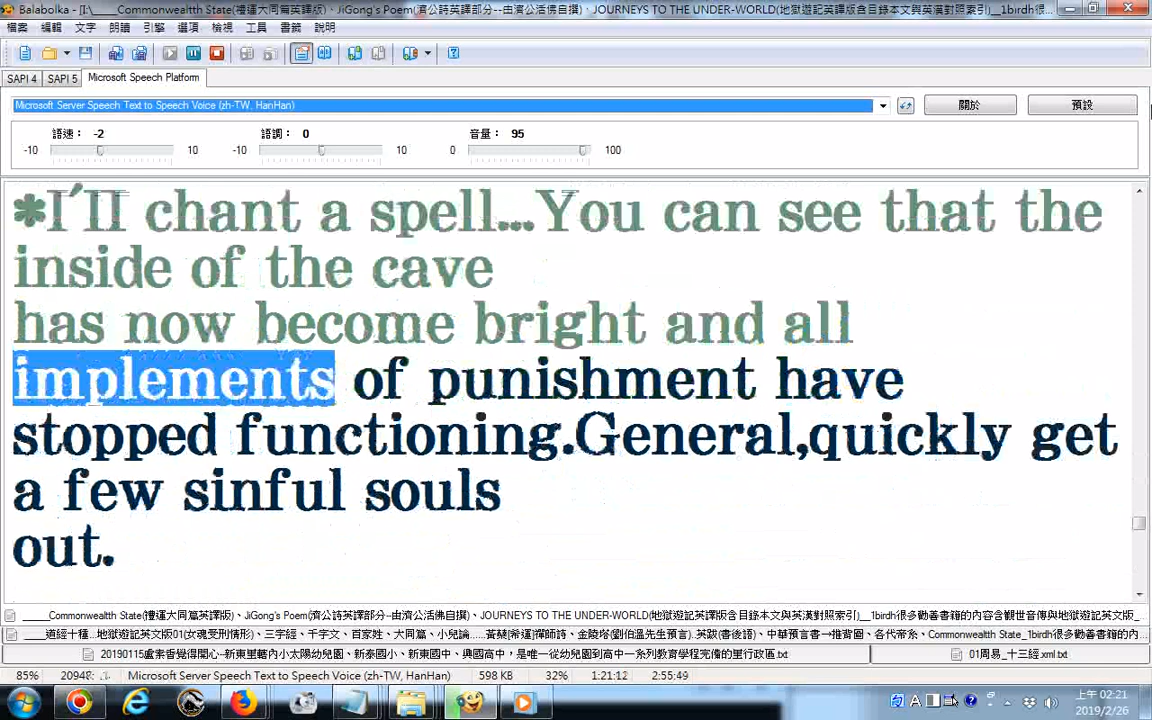 Balabolka - [I:\_____Commonwealtth State(禮運大同篇英譯版)、JiGong's Poem(濟公詩英譯部分--由濟公活佛自撰)、JOURNEYS TO THE UNDER-WORLD(地獄遊記英譯版含目錄本文與英漢對照索引)__1birdh很...
檔案 編輯 文字 朗讀 引擎 選項 檢視 工具 書籤 說明
SAPI 4 SAPI 5 Microsoft Speech Platform
Microsoft Server Speech Text to Speech Voice (zh-TW, HanHan) 關於 預設
語速： -2 語調： 0 音量： 95
-10 10 -10 10 0 100
*I'll chant a spell...You can see that the
inside of the cave
has now become bright and all
implements of punishment have
stopped functioning.General,quickly get
a few sinful souls
out.
_____Commonwealtth State(禮運大同篇英譯版)、JiGong's Poem(濟公詩英譯部分--由濟公活佛自撰)、JOURNEYS TO THE UNDER-WORLD(地獄遊記英譯版含目錄本文與英漢對照索引)__1birdh很多勸善書籍的內容含觀世音傳與地獄遊記英文版
_____道經十種...地獄遊記英文版01(女魂受刑情形)、三字經、千字文、百家姓、大同篇、小兒論......黃蘗[希運]禪師詩、金陵塔(劉伯溫先生預言).英趺(書後語)、中華預言書--推背圖、各代帝系、Commonwealth State_1birdh很多勸善書籍的內...
20190115盧素香覺得開心--新東里轄內小太陽幼兒園、新泰國小、新東國中、興國高中，是唯一從幼兒園到高中一系列教育學程完備的里行政區.txt 01周易_十三經.xml.txt
85% 20948 Microsoft Server Speech Text to Speech Voice (zh-TW, HanHan) 598 KB 32% 1:21:12 2:55:49
上午 02:21
2019/2/26